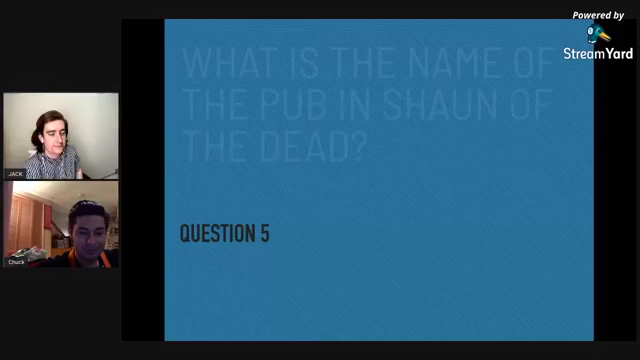 Powered by
StreamYard
WHAT IS THE NAME OF
THE PUB IN SHAUN OF
THE DEAD?
QUESTION 5
JACK
Chuck